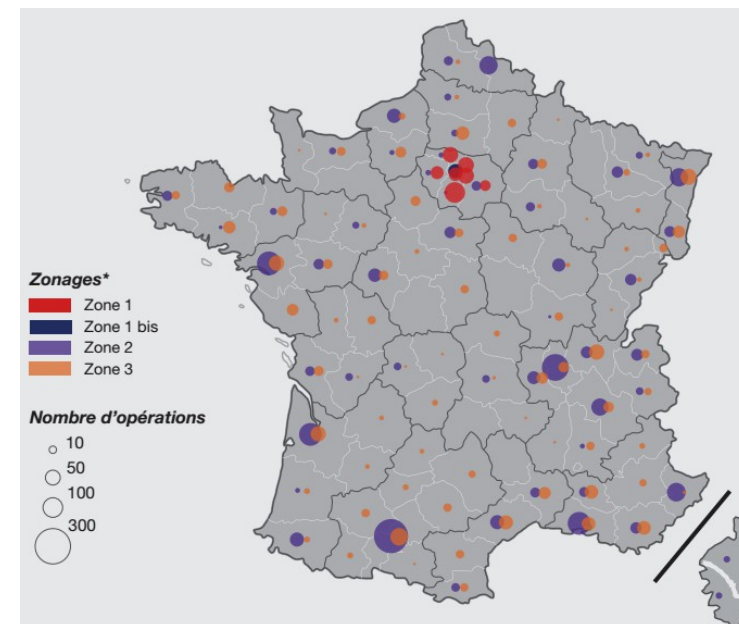 Zonages*
Zone 1
Zone 1 bis
Zone 2
Zone 3
Nombre d'opérations
10
50
100
300